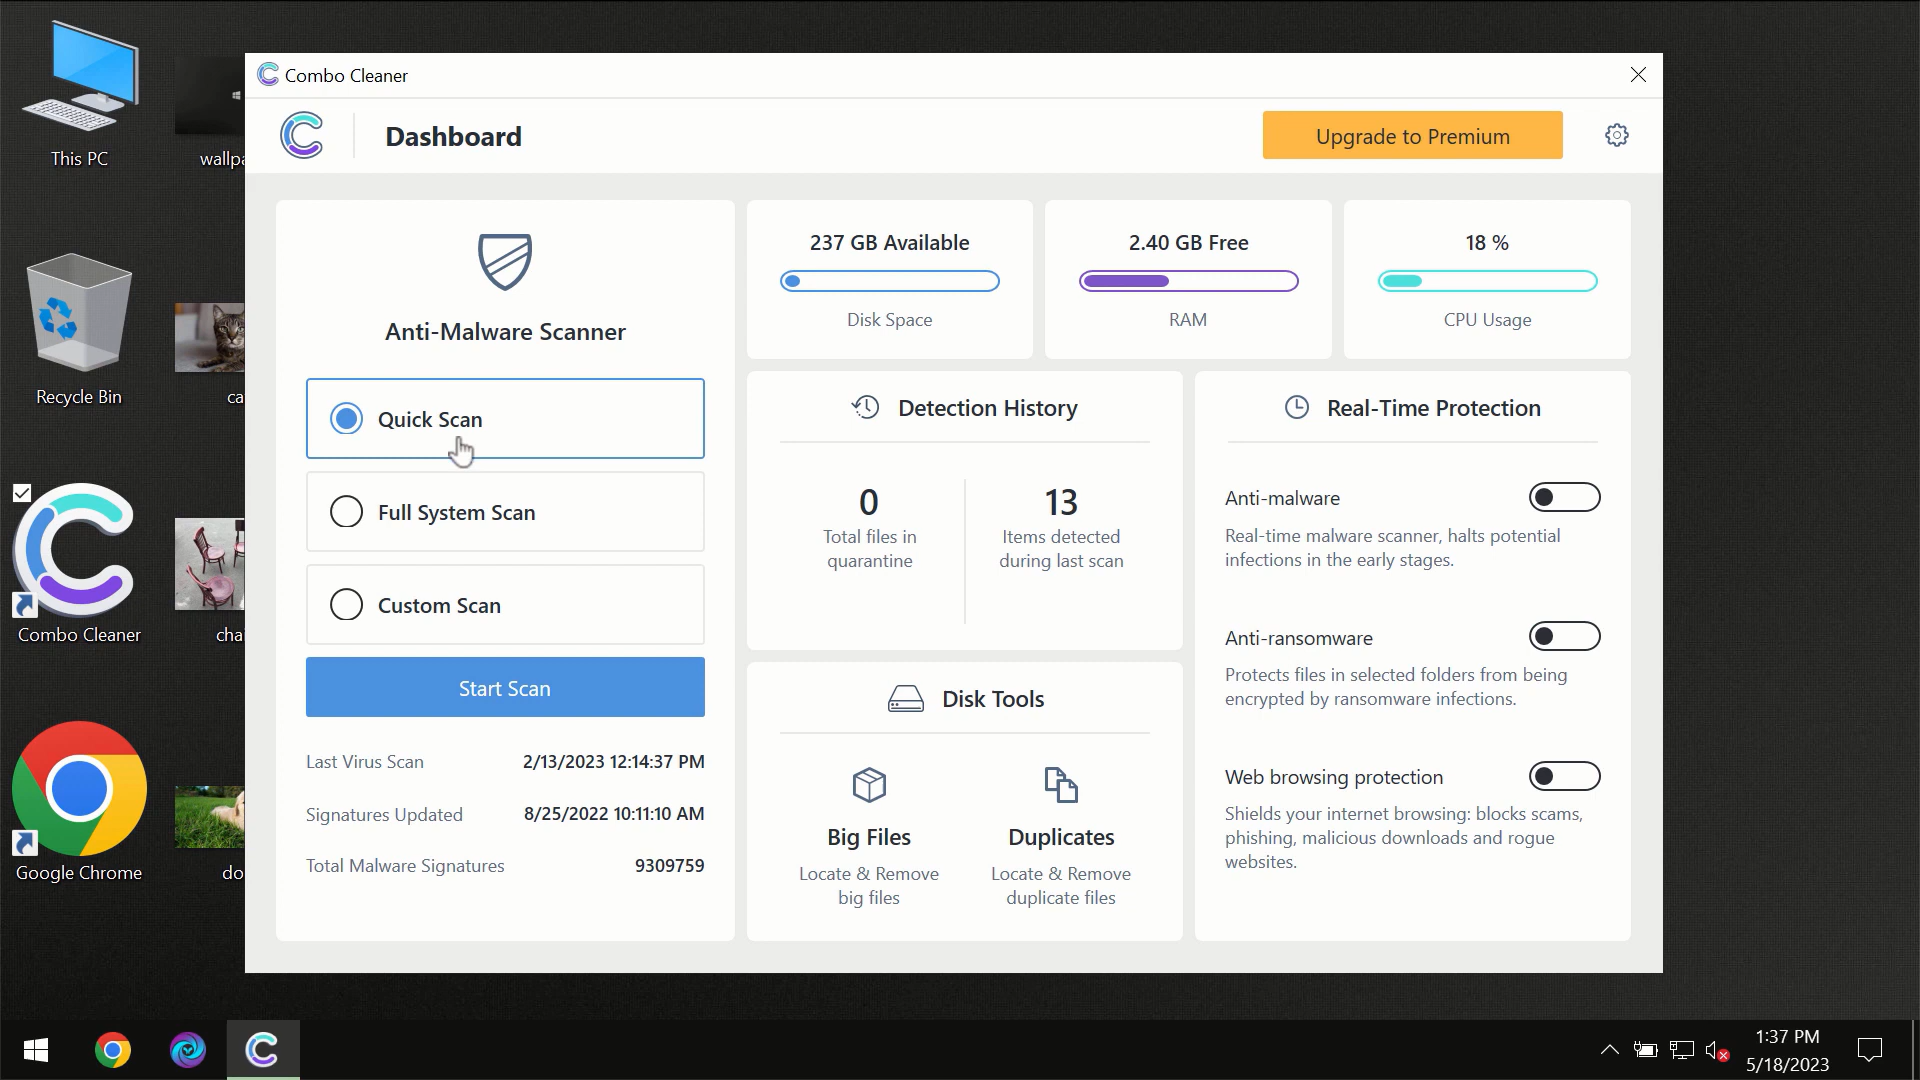 This PC
wallpa
Recycle Bin
ca
Combo Cleaner
cha
Google Chrome
do
Combo Cleaner
Dashboard
Upgrade to Premium
Anti-Malware Scanner
Quick Scan
Full System Scan
Custom Scan
Start Scan
Last Virus Scan 2/13/2023 12:14:37 PM
Signatures Updated 8/25/2022 10:11:10 AM
Total Malware Signatures 9309759
237 GB Available
Disk Space
2.40 GB Free
RAM
18 %
CPU Usage
Detection History
0
Total files in
quarantine
13
Items detected
during last scan
Disk Tools
Big Files
Locate & Remove
big files
Duplicates
Locate & Remove
duplicate files
Real-Time Protection
Anti-malware
Real-time malware scanner, halts potential
infections in the early stages.
Anti-ransomware
Protects files in selected folders from being
encrypted by ransomware infections.
Web browsing protection
Shields your internet browsing: blocks scams,
phishing, malicious downloads and rogue
websites.
1:37 PM
5/18/2023